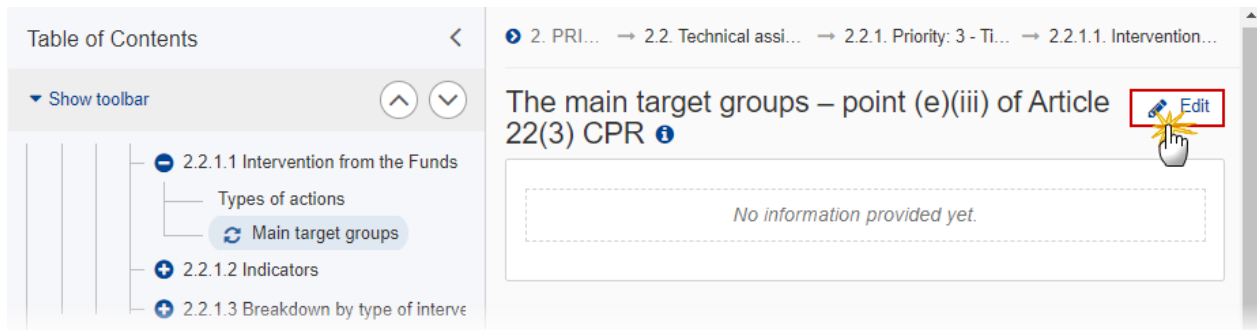 Table of Contents
Show toolbar
2.2.1.1 Intervention from the Funds
Types of actions
Main target groups
2.2.1.2 Indicators
2.2.1.3 Breakdown by type of interve
2. PRI... → 2.2. Technical assi... → 2.2.1. Priority: 3 - Ti... → 2.2.1.1. Intervention...
The main target groups – point (e)(iii) of Article
22(3) CPR
Edit
No information provided yet.